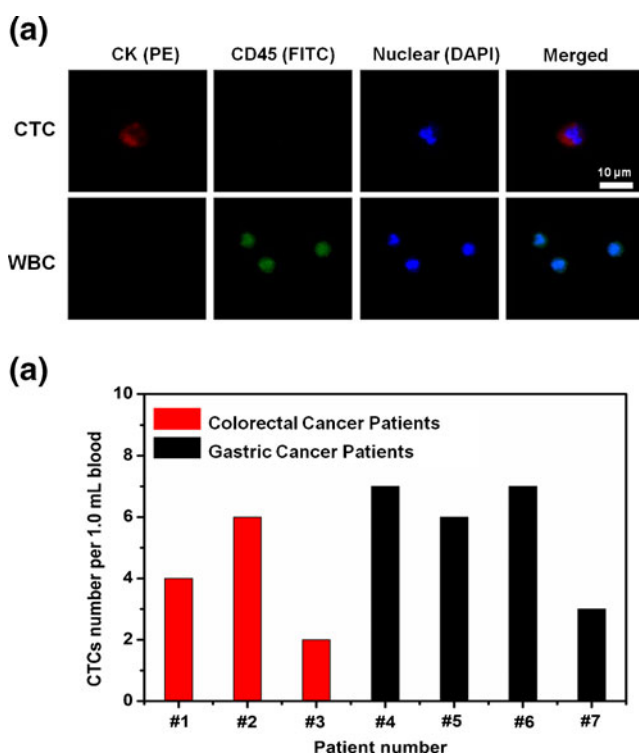 (a)
CK (PE) CD45 (FITC) Nuclear (DAPI) Merged
CTC
10 µm
WBC
(a)
10
8
6
4
2
0
CTCs number per 1.0 mL blood
Colorectal Cancer Patients
Gastric Cancer Patients
#1 #2 #3 #4 #5 #6 #7
Patient number